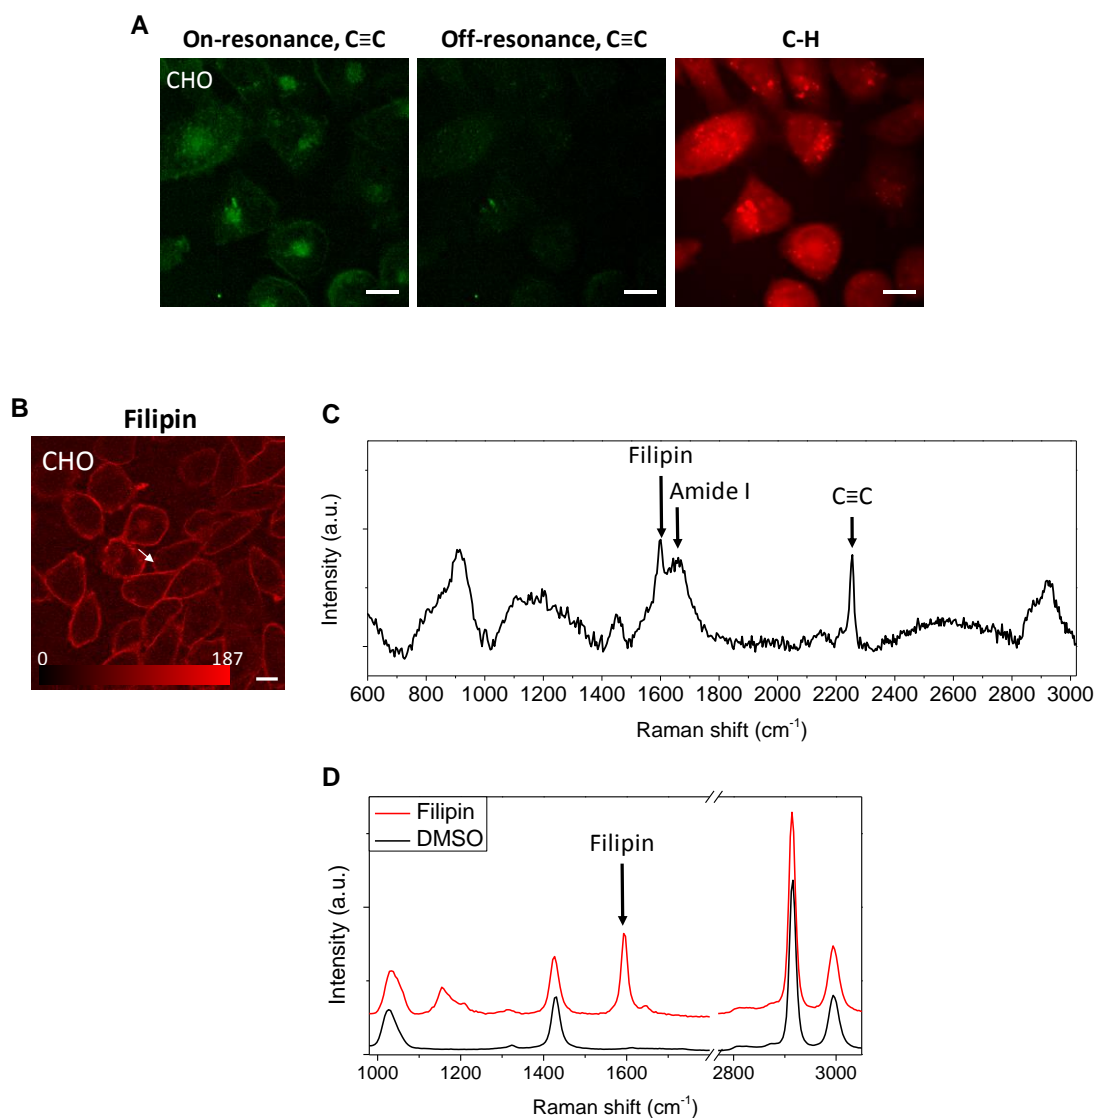 A
On-resonance, C≡C
Off-resonance, C≡C
C-H
CHO
B
Filipin
CHO
0
187
C
Filipin
Amide I
C≡C
Intensity (a.u.)
600 800 1000 1200 1400 1600 1800 2000 2200 2400 2600 2800 3000
Raman shift (cm-1)
D
Filipin
DMSO
Filipin
Intensity (a.u.)
1000 1200 1400 1600 2800 3000
Raman shift (cm-1)